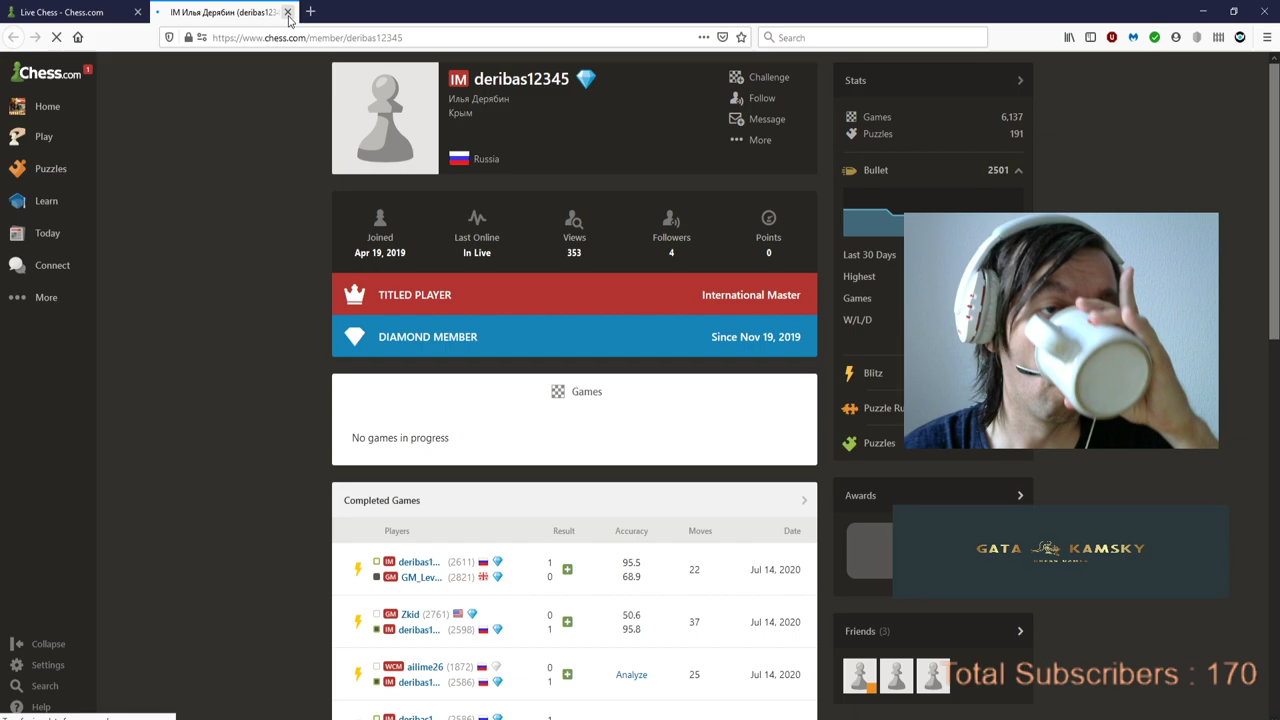 Live Chess - Chess.com
IM Илья Дерябин (deribas123
https://www.chess.com/member/deribas12345
Search
Chess.com
1
Home
Play
Puzzles
Learn
Today
Connect
More
Collapse
Settings
Search
Help
IM deribas12345
Илья Дерябин
Крым
Russia
Challenge
Follow
Message
More
Joined
Apr 19, 2019
Last Online
In Live
Views
353
Followers
4
Points
0
TITLED PLAYER
International Master
DIAMOND MEMBER
Since Nov 19, 2019
Games
No games in progress
Completed Games
Players Result Accuracy Moves Date
IM deribas1... (2611) 1 95.5
GM GM_Lev... (2821) 0 68.9
22 Jul 14, 2020
GM Zkid (2761) 0 50.6
IM deribas1... (2598) 1 95.8
37 Jul 14, 2020
WCM ailime26 (1872) 0
IM deribas1... (2586) 1
Analyze 25 Jul 14, 2020
IM deribas1... (2586) 1
Stats
Games 6,137
Puzzles 191
Bullet 2501
Last 30 Days
Highest
Games
W/L/D
Blitz
Puzzle Ru
Puzzles
Awards
GATA KAMSKY
Friends (3)
Total Subscribers : 170